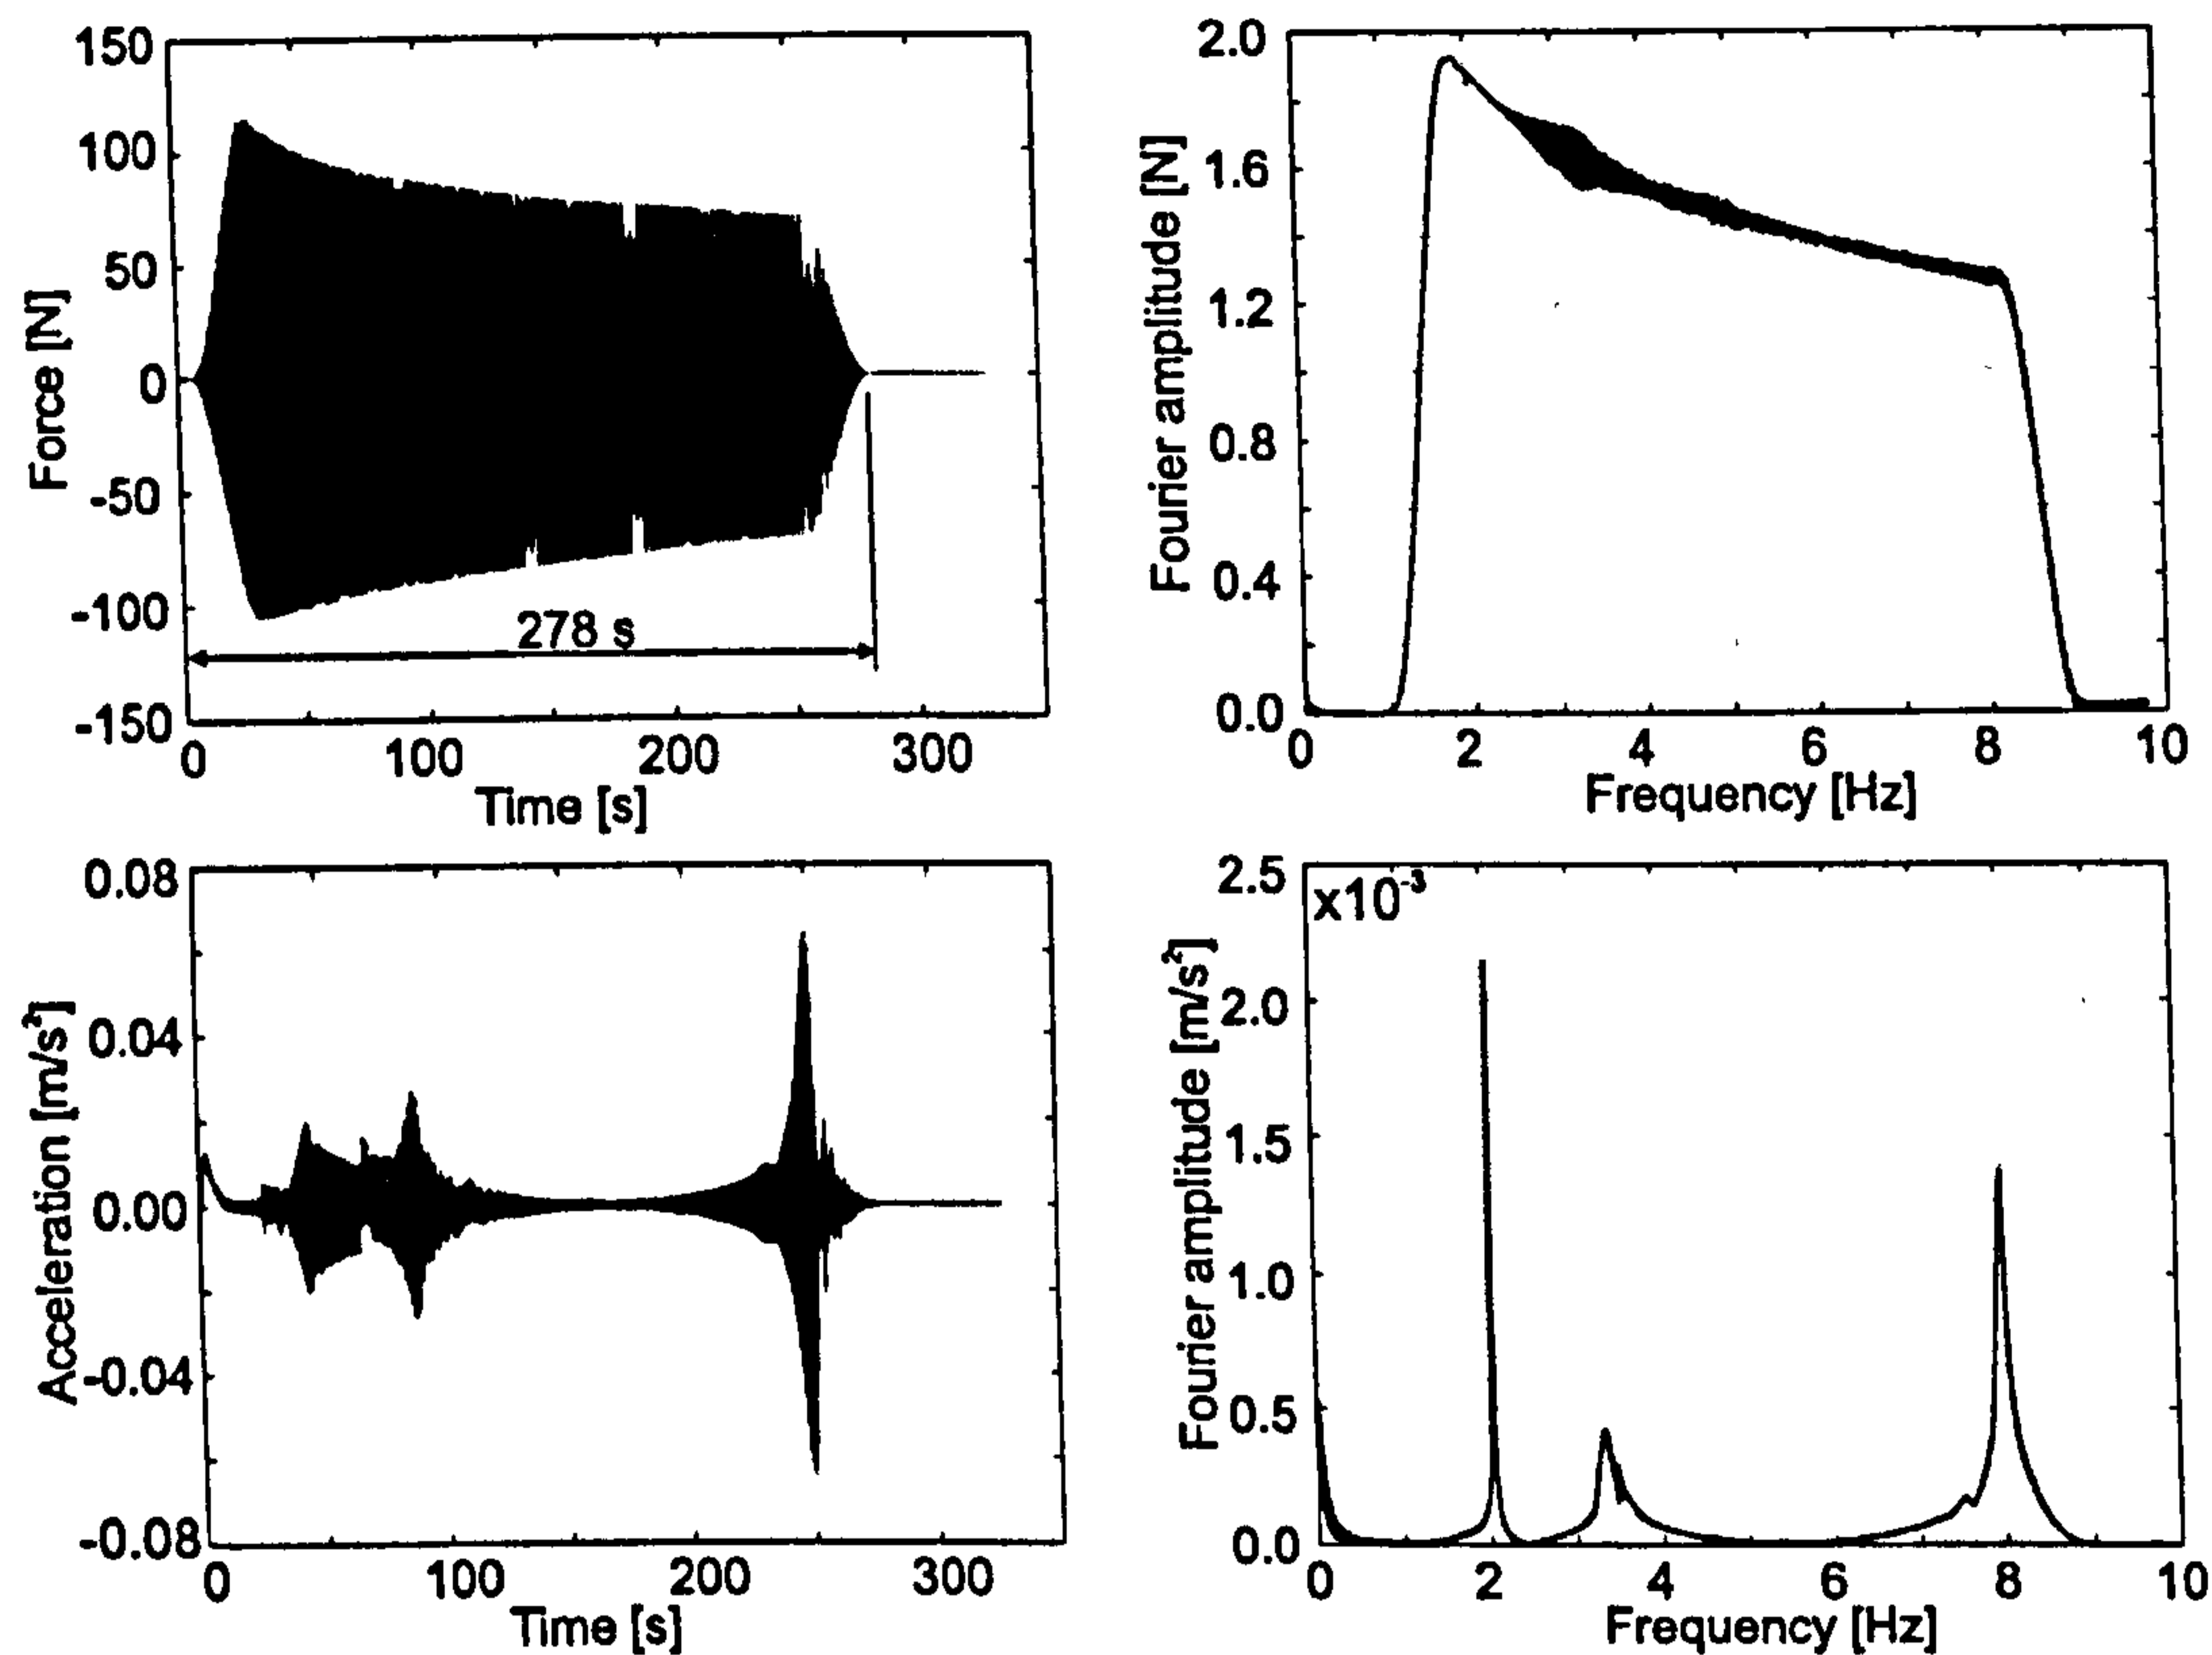 150
100
50
0
-50
-100
-150
Force [N]
278 s
0 100 200 300
Time [s]
2.0
1.6
1.2
0.8
0.4
0.0
Fourier amplitude [N]
0 2 4 6 8 10
Frequency [Hz]
0.08
0.04
0.00
-0.04
-0.08
Acceleration [m/s²]
0 100 200 300
Time [s]
2.5
x10⁻³
2.0
1.5
1.0
0.5
0.0
Fourier amplitude [m/s²]
0 2 4 6 8 10
Frequency [Hz]